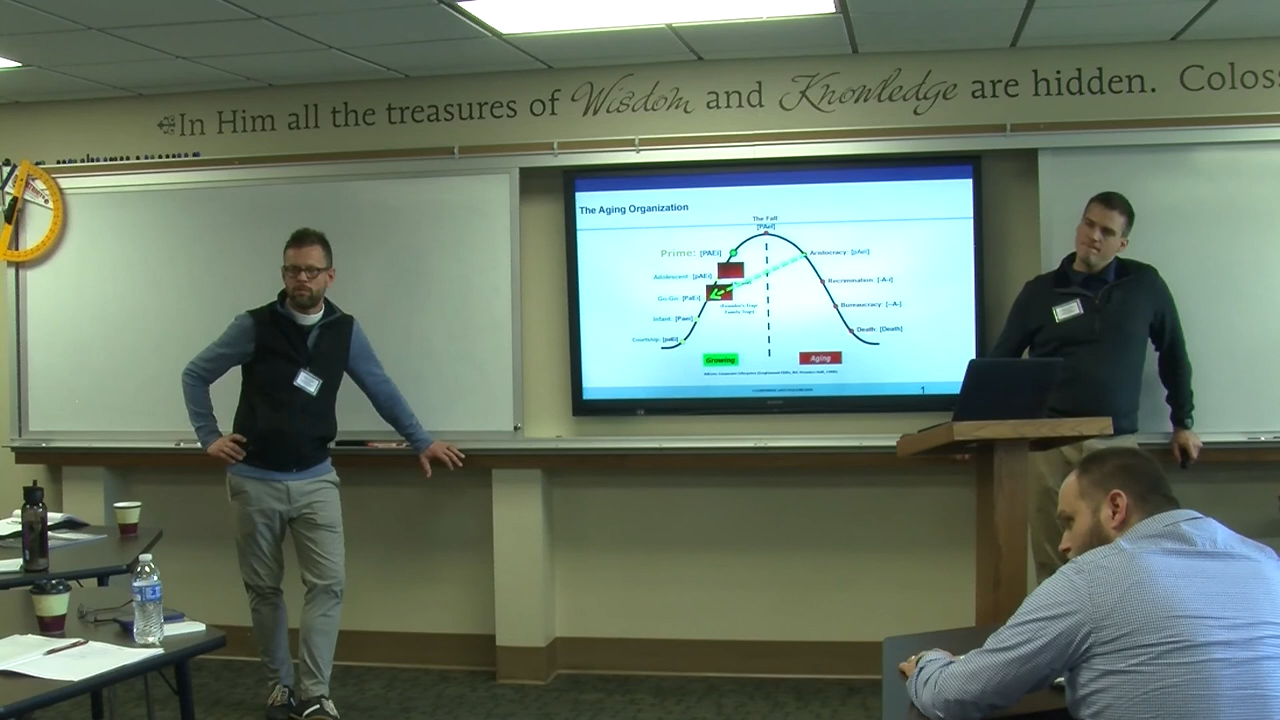 In Him all the treasures of Wisdom and Knowledge are hidden. Colos
The Aging Organization
The Fall
[PAeI]
Prime: [PAEi]
Aristocracy: [pAeI]
Adolescent: [pAEi]
Recrimination: [-A-i]
Go-Go: [PaEi]
Bureaucracy: [--A-]
Infant: [Paei]
Death: [Death]
Courtship: [paEi]
Growing
Aging
1